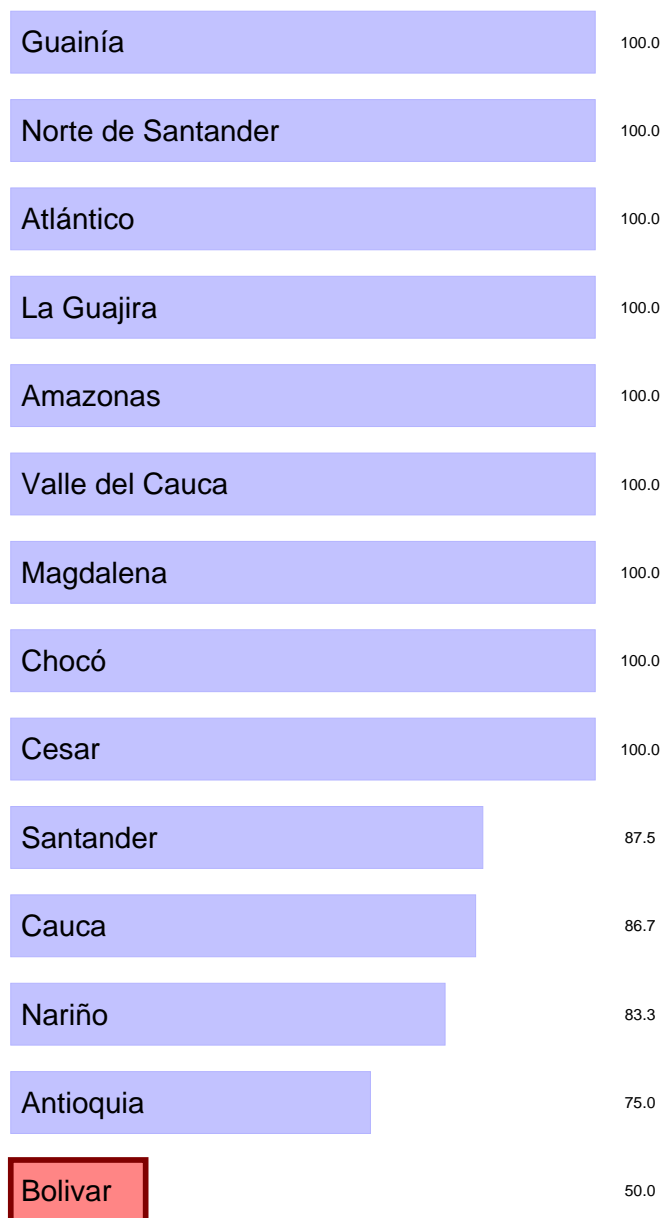 Guainía 100.0
Norte de Santander 100.0
Atlántico 100.0
La Guajira 100.0
Amazonas 100.0
Valle del Cauca 100.0
Magdalena 100.0
Chocó 100.0
Cesar 100.0
Santander 87.5
Cauca 86.7
Nariño 83.3
Antioquia 75.0
Bolivar 50.0